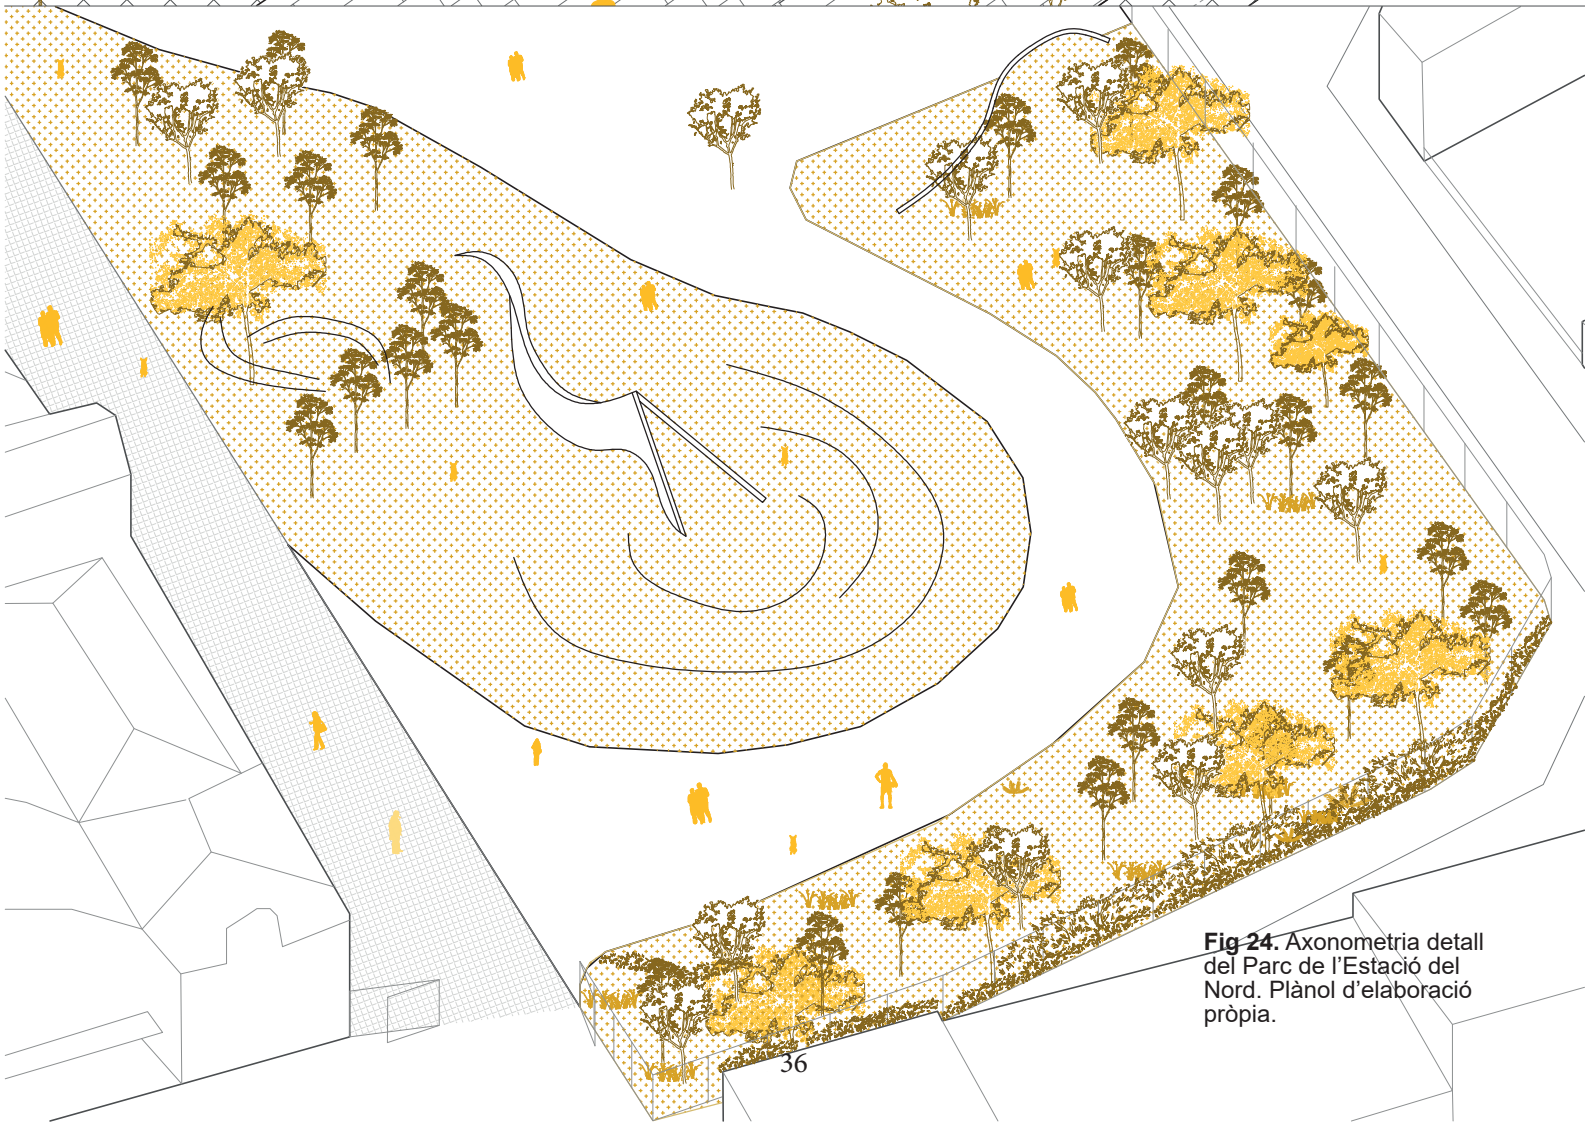 Fig 24. Axonometria detall
del Parc de l’Estació del
Nord. Plànol d’elaboració
pròpia.
36